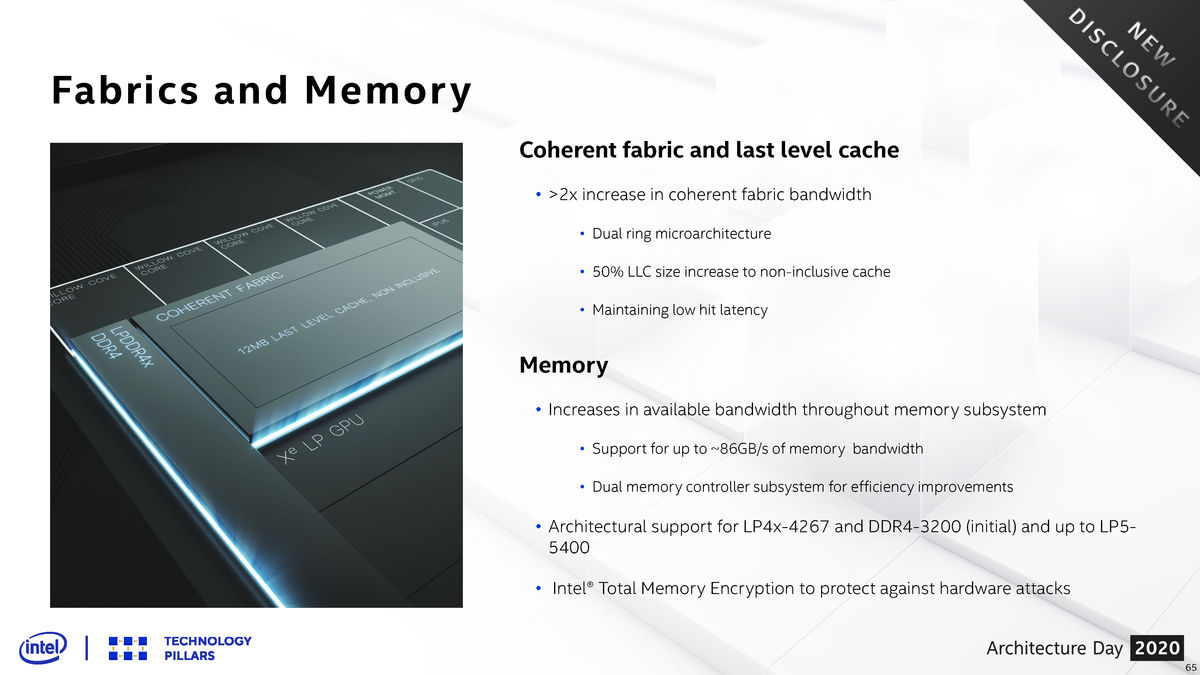 NEW
DISCLOSURE
Fabrics and Memory
POWER
MGMT
GPIO
IPU6
WILLOW COVE
CORE
WILLOW COVE
CORE
WILLOW COVE
CORE
ILLOW COVE
ORE
COHERENT FABRIC
12MB LAST LEVEL CACHE, NON INCLUSIVE
LPDDR4x
DDR4
Xe LP GPU
Coherent fabric and last level cache
• >2x increase in coherent fabric bandwidth
• Dual ring microarchitecture
• 50% LLC size increase to non-inclusive cache
• Maintaining low hit latency
Memory
• Increases in available bandwidth throughout memory subsystem
• Support for up to ~86GB/s of memory bandwidth
• Dual memory controller subsystem for efficiency improvements
• Architectural support for LP4x-4267 and DDR4-3200 (initial) and up to LP5-
5400
• Intel® Total Memory Encryption to protect against hardware attacks
intel
TECHNOLOGY
PILLARS
Architecture Day 2020
65